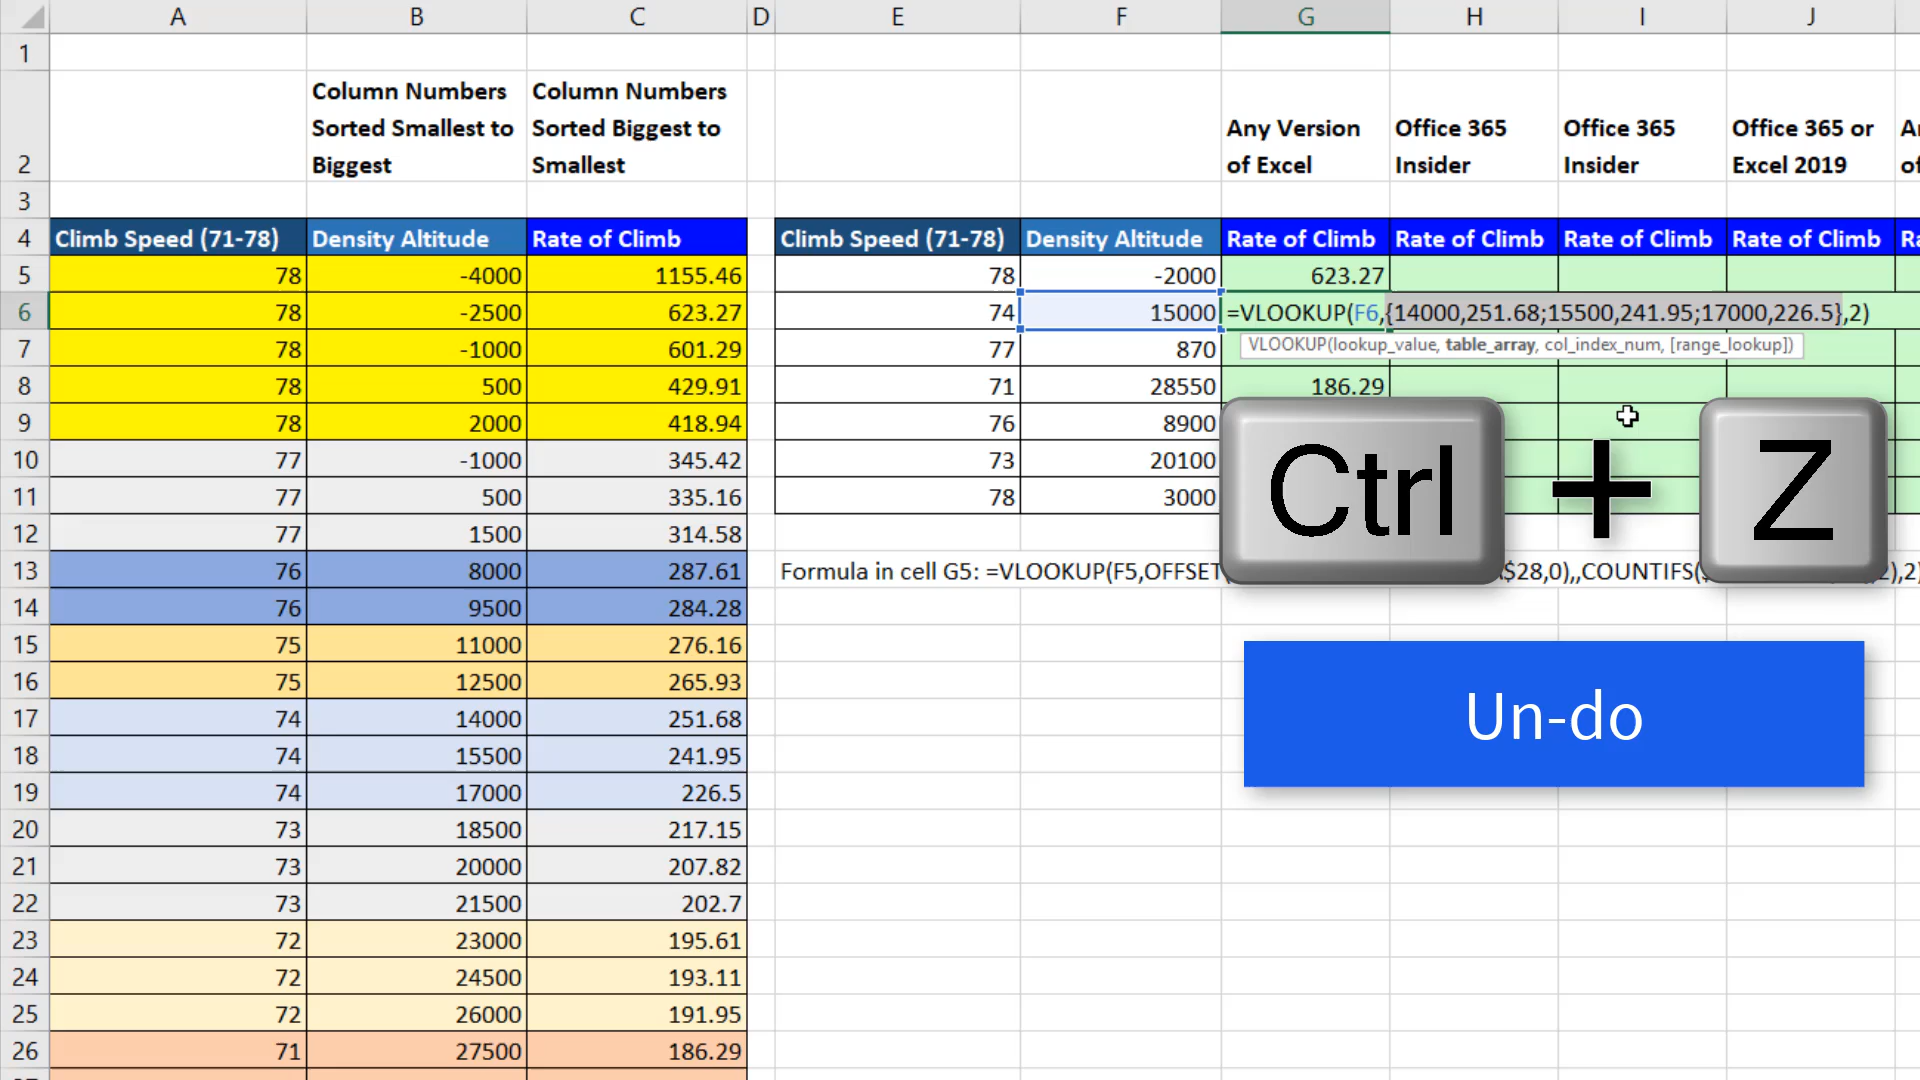 A B C D E F G H I J
1
Column Numbers Column Numbers
Sorted Smallest to Sorted Biggest to Any Version Office 365 Office 365 Office 365 or
2 Biggest Smallest of Excel Insider Insider Excel 2019
3
4 Climb Speed (71-78) Density Altitude Rate of Climb Climb Speed (71-78) Density Altitude Rate of Climb Rate of Climb Rate of Climb Rate of Climb
5 78 -4000 1155.46 78 -2000 623.27
6 78 -2500 623.27 74 15000 =VLOOKUP(F6,{14000,251.68;15500,241.95;17000,226.5},2)
7 78 -1000 601.29 77 870 VLOOKUP(lookup_value, table_array, col_index_num, [range_lookup])
8 78 500 429.91 71 28550 186.29
9 78 2000 418.94 76 8900
10 77 -1000 345.42 73 20100
11 77 500 335.16 78 3000
Ctrl + Z
12 77 1500 314.58
13 76 8000 287.61 Formula in cell G5: =VLOOKUP(F5,OFFSET $28,0),,COUNTIFS( ,2)
14 76 9500 284.28
15 75 11000 276.16
16 75 12500 265.93
17 74 14000 251.68
Un-do
18 74 15500 241.95
19 74 17000 226.5
20 73 18500 217.15
21 73 20000 207.82
22 73 21500 202.7
23 72 23000 195.61
24 72 24500 193.11
25 72 26000 191.95
26 71 27500 186.29